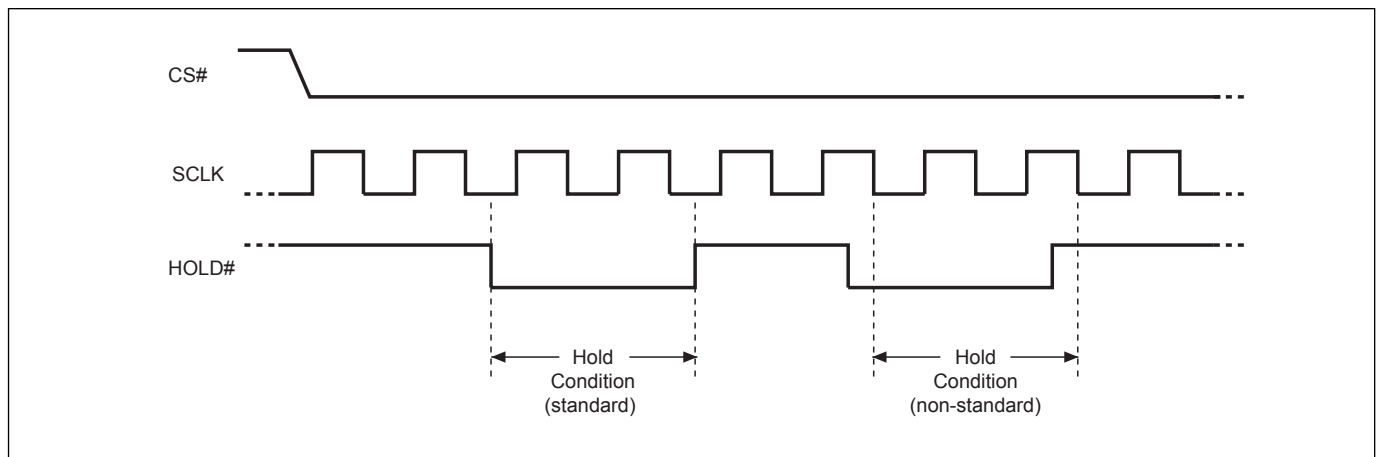 CS#
SCLK
HOLD#
Hold
Condition
(standard)
Hold
Condition
(non-standard)